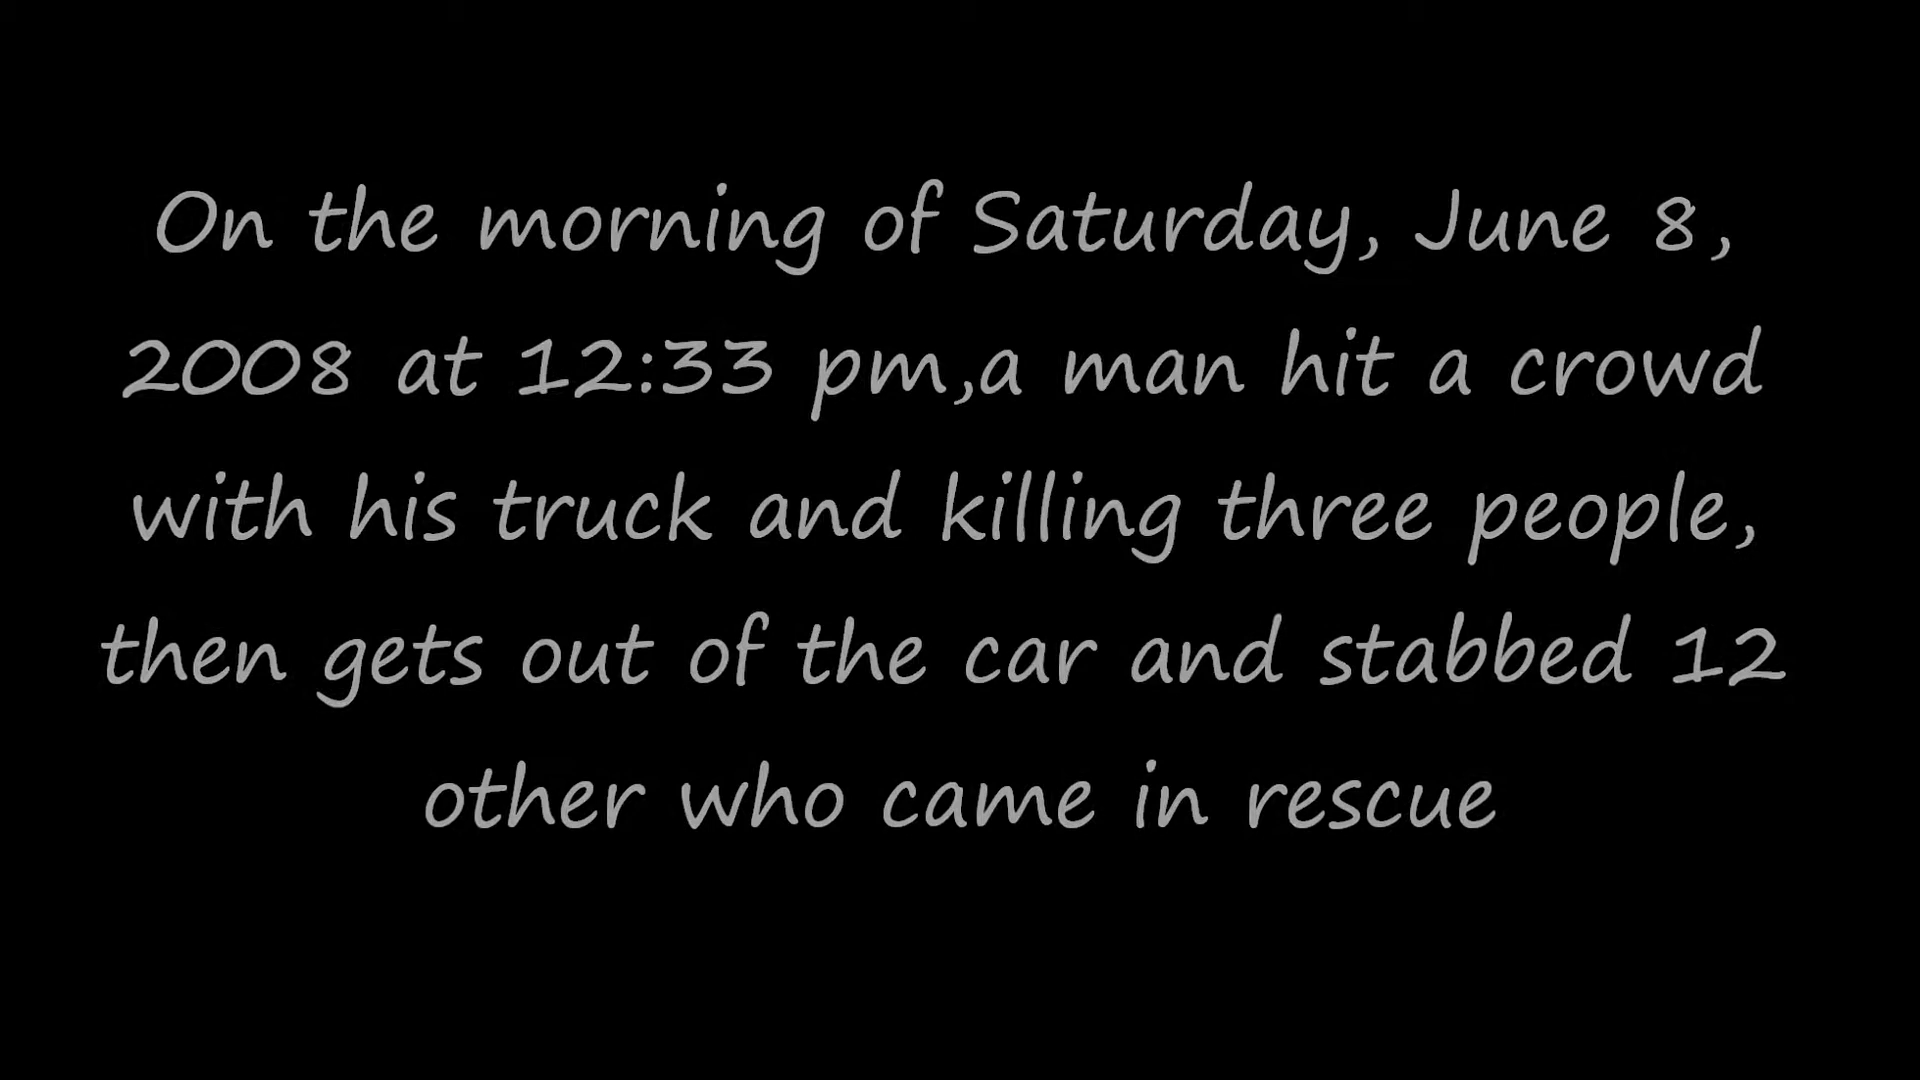 On the morning of Saturday, June 8,
2008 at 12:33 pm,a man hit a crowd
with his truck and killing three people,
then gets out of the car and stabbed 12
other who came in rescue